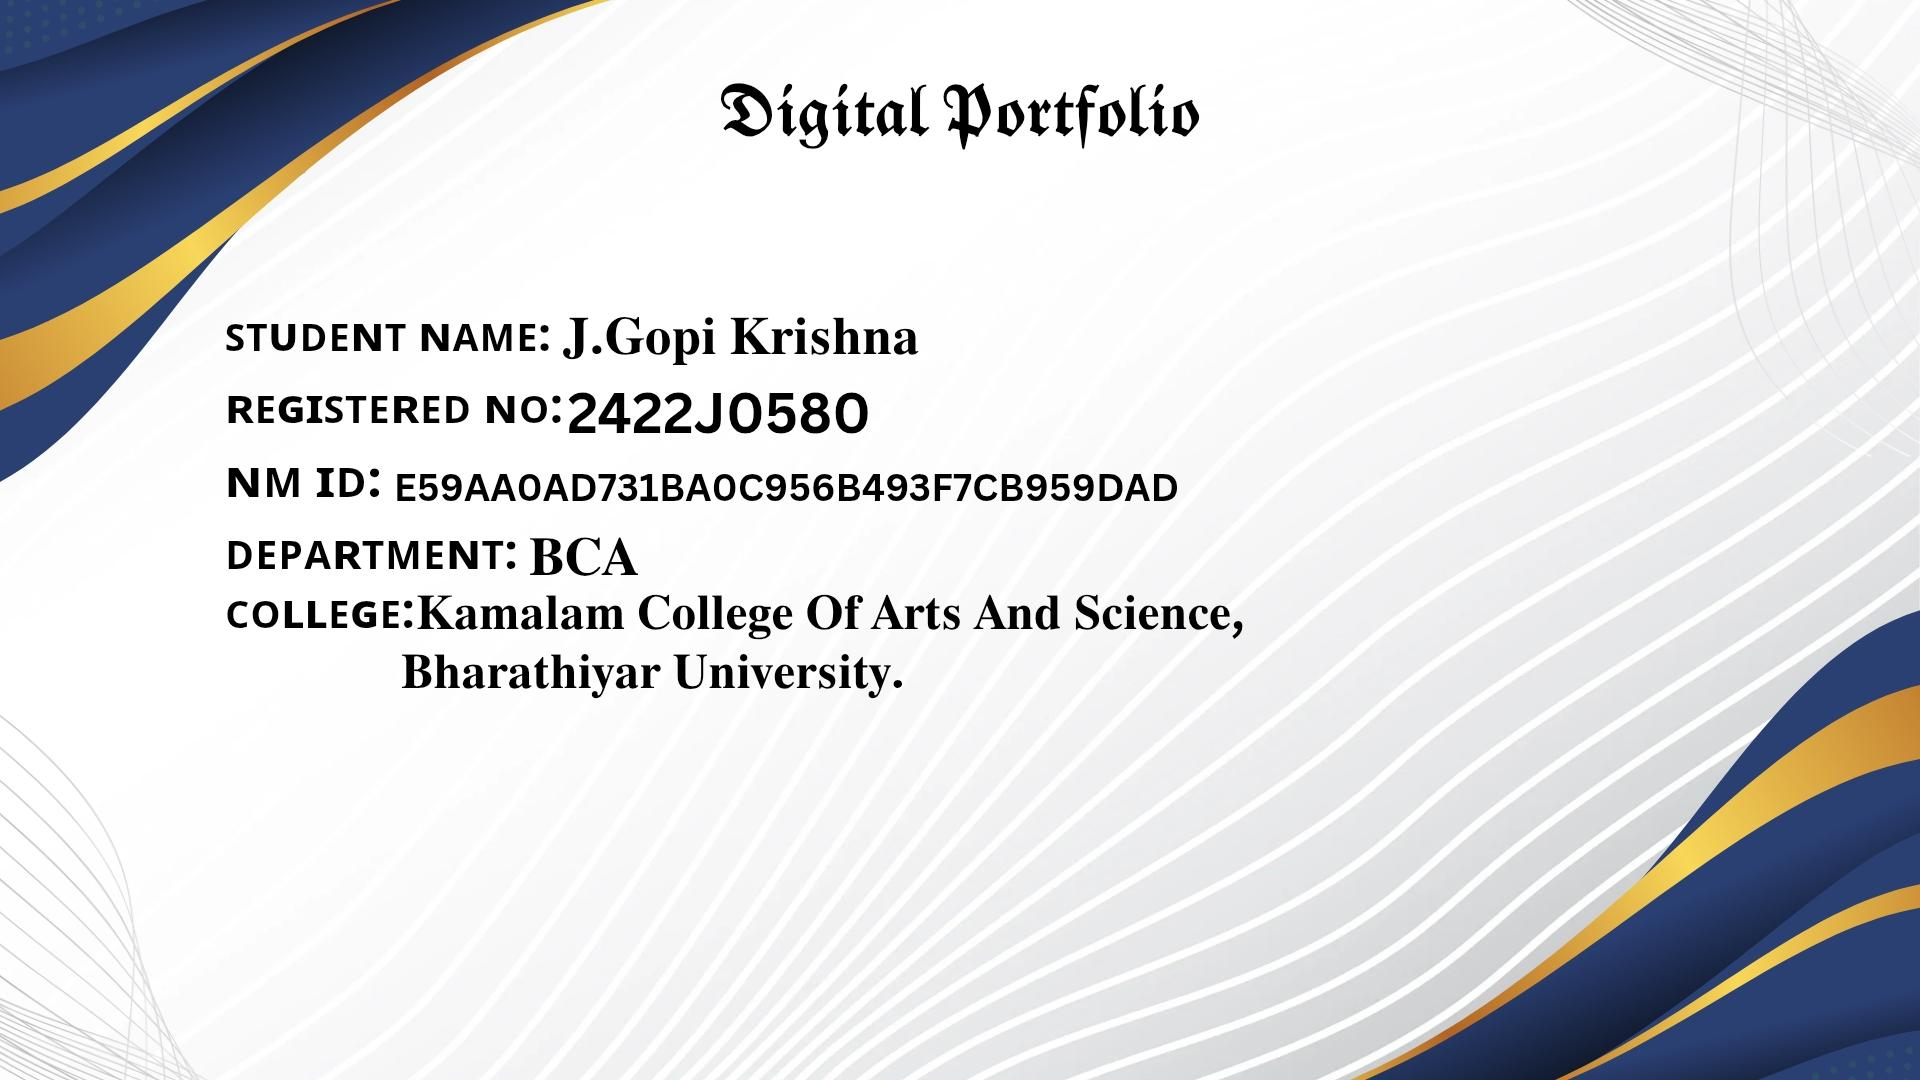 Digital Portfolio
STUDENT NAME: J.Gopi Krishna
REGISTERED NO:2422J0580
NM ID: E59AA0AD731BA0C956B493F7CB959DAD
DEPARTMENT: BCA
COLLEGE:Kamalam College Of Arts And Science,
Bharathiyar University.